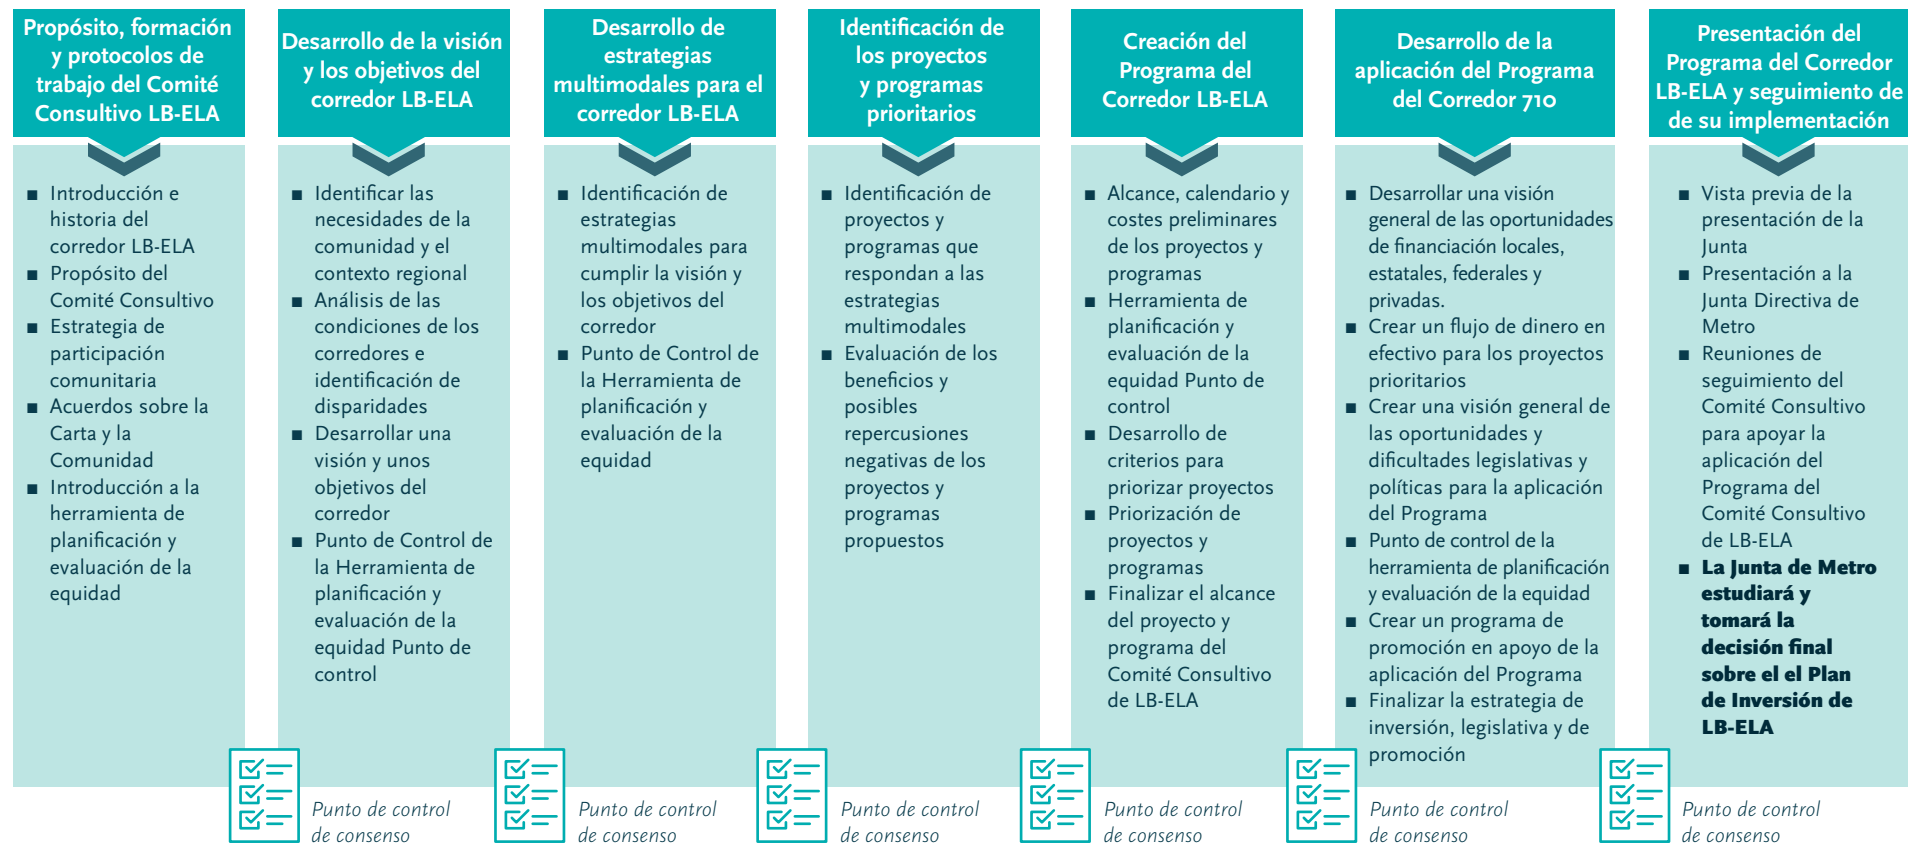 Propósito, formación
y protocolos de
trabajo del Comité
Consultivo LB-ELA
■ Introducción e
historia del
corredor LB-ELA
■ Propósito del
Comité Consultivo
■ Estrategia de
participación
comunitaria
■ Acuerdos sobre la
Carta y la
Comunidad
■ Introducción a la
herramienta de
planificación y
evaluación de la
equidad
Punto de control
de consenso
Desarrollo de la visión
y los objetivos del
corredor LB-ELA
■ Identificar las
necesidades de la
comunidad y el
contexto regional
■ Análisis de las
condiciones de los
corredores e
identificación de
disparidades
■ Desarrollar una
visión y unos
objetivos del
corredor
■ Punto de Control de
la Herramienta de
planificación y
evaluación de la
equidad Punto de
control
Punto de control
de consenso
Desarrollo de
estrategias
multimodales para el
corredor LB-ELA
■ Identificación de
estrategias
multimodales para
cumplir la visión y
los objetivos del
corredor
■ Punto de Control de
la Herramienta de
planificación y
evaluación de la
equidad
Punto de control
de consenso
Identificación de
los proyectos
y programas
prioritarios
■ Identificación de
proyectos y
programas que
respondan a las
estrategias
multimodales
■ Evaluación de los
beneficios y
posibles
repercusiones
negativas de los
proyectos y
programas
propuestos
Punto de control
de consenso
Creación del
Programa del
Corredor LB-ELA
■ Alcance, calendario y
costes preliminares
de los proyectos y
programas
■ Herramienta de
planificación y
evaluación de la
equidad Punto de
control
■ Desarrollo de
criterios para
priorizar proyectos
■ Priorización de
proyectos y
programas
■ Finalizar el alcance
del proyecto y
programa del
Comité Consultivo
de LB-ELA
Punto de control
de consenso
Desarrollo de la
aplicación del Programa
del Corredor 710
■ Desarrollar una visión
general de las oportunidades
de financiación locales,
estatales, federales y
privadas.
■ Crear un flujo de dinero en
efectivo para los proyectos
prioritarios
■ Crear una visión general de
las oportunidades y
dificultades legislativas y
políticas para la aplicación
del Programa
■ Punto de control de la
herramienta de planificación
y evaluación de la equidad
■ Crear un programa de
promoción en apoyo de la
aplicación del Programa
■ Finalizar la estrategia de
inversión, legislativa y de
promoción
Punto de control
de consenso
Presentación del
Programa del Corredor
LB-ELA y seguimiento de
de su implementación
■ Vista previa de la
presentación de la
Junta
■ Presentación a la
Junta Directiva de
Metro
■ Reuniones de
seguimiento del
Comité Consultivo
para apoyar la
aplicación del
Programa del
Comité Consultivo
de LB-ELA
■ La Junta de Metro
estudiará y
tomará la
decisión final
sobre el el Plan
de Inversión de
LB-ELA